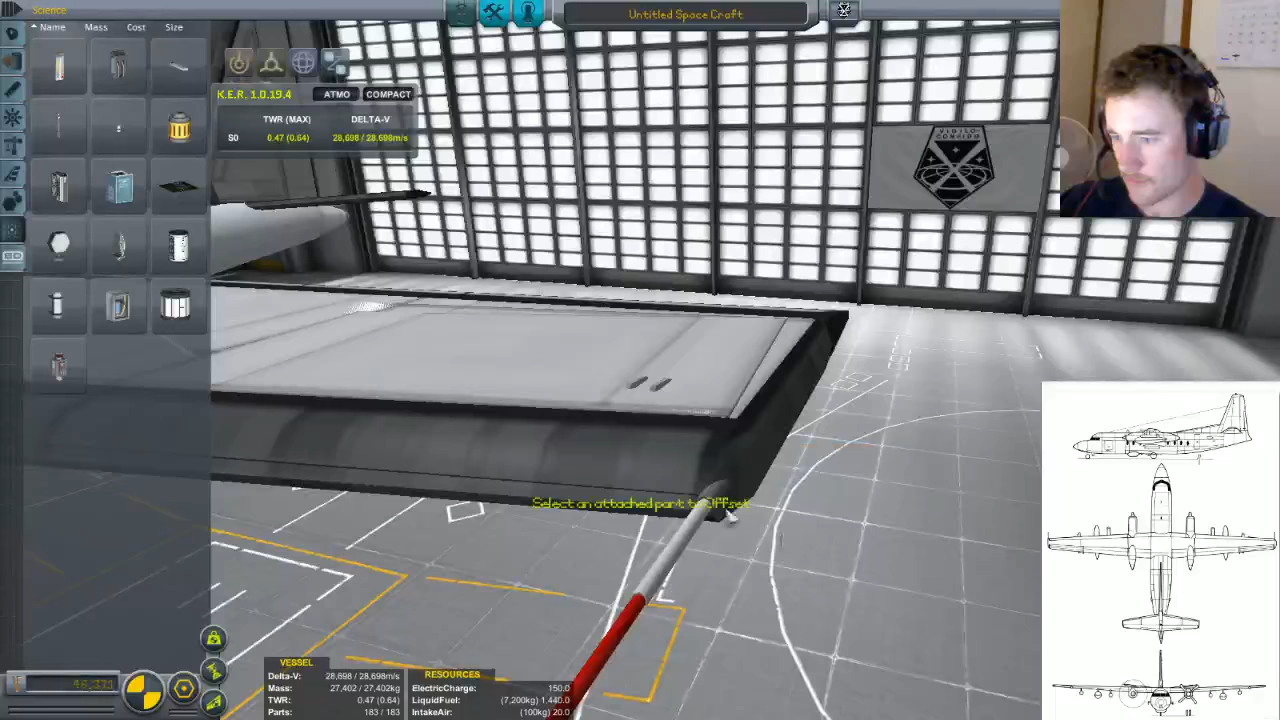 Science
Untitled Space Craft
Name Mass Cost Size
K.E.R. 1.0.19.4 ATMO COMPACT
TWR (MAX) DELTA-V
S0 0.47 (0.64) 28,698 / 28,698m/s
VIGILO
CONFIDO
Select an attached part to Offset
46,371
VESSEL
Delta-V: 28,698 / 28,698m/s
Mass: 27,402 / 27,402kg
TWR: 0.47 (0.64)
Parts: 183 / 183
RESOURCES
ElectricCharge: 150.0
LiquidFuel: (7,200kg) 1,440.0
IntakeAir: (100kg) 20.0